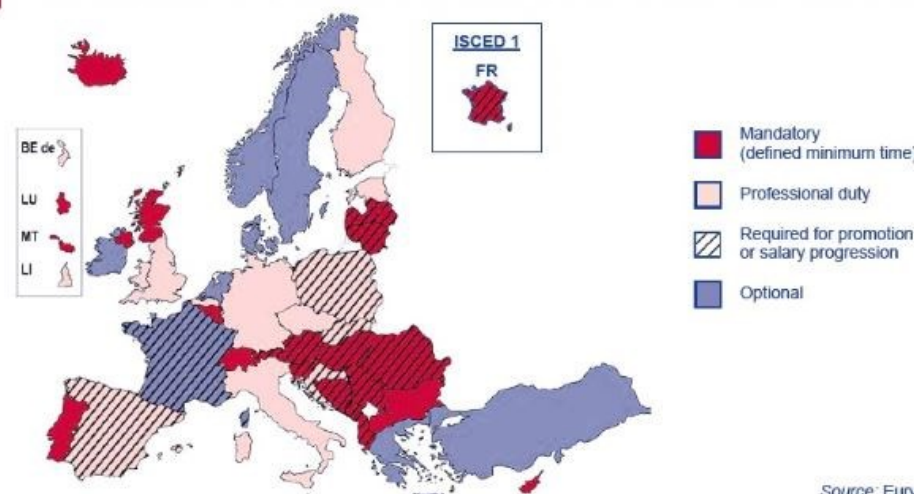 ISCED 1
FR
BE de
LU
MT
LI
Mandatory
(defined minimum time)
Professional duty
Required for promotion
or salary progression
Optional
Source: